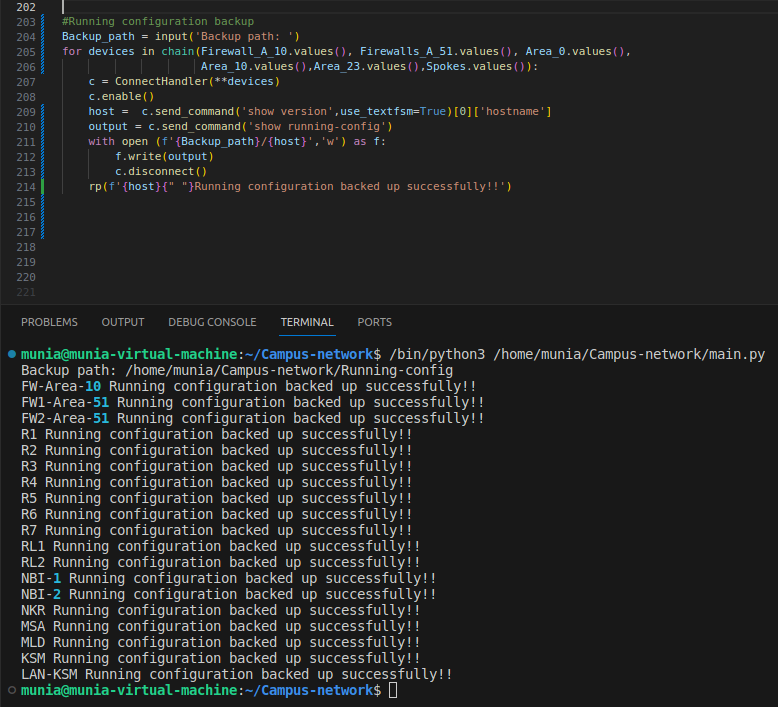 202
203 #Running configuration backup
204 Backup_path = input('Backup path: ')
205 for devices in chain(Firewall_A_10.values(), Firewalls_A_51.values(), Area_0.values(),
206 Area_10.values(),Area_23.values(),Spokes.values()):
207 c = ConnectHandler(**devices)
208 c.enable()
209 host =  c.send_command('show version',use_textfsm=True)[0]['hostname']
210 output = c.send_command('show running-config')
211 with open (f'{Backup_path}/{host}','w') as f:
212 f.write(output)
213 c.disconnect()
214 rp(f'{host}{" "}Running configuration backed up successfully!!')
215
216
217
218
219
220
221
PROBLEMS OUTPUT DEBUG CONSOLE TERMINAL PORTS
munia@munia-virtual-machine:~/Campus-network$ /bin/python3 /home/munia/Campus-network/main.py
Backup path: /home/munia/Campus-network/Running-config
FW-Area-10 Running configuration backed up successfully!!
FW1-Area-51 Running configuration backed up successfully!!
FW2-Area-51 Running configuration backed up successfully!!
R1 Running configuration backed up successfully!!
R2 Running configuration backed up successfully!!
R3 Running configuration backed up successfully!!
R4 Running configuration backed up successfully!!
R5 Running configuration backed up successfully!!
R6 Running configuration backed up successfully!!
R7 Running configuration backed up successfully!!
RL1 Running configuration backed up successfully!!
RL2 Running configuration backed up successfully!!
NBI-1 Running configuration backed up successfully!!
NBI-2 Running configuration backed up successfully!!
NKR Running configuration backed up successfully!!
MSA Running configuration backed up successfully!!
MLD Running configuration backed up successfully!!
KSM Running configuration backed up successfully!!
LAN-KSM Running configuration backed up successfully!!
munia@munia-virtual-machine:~/Campus-network$